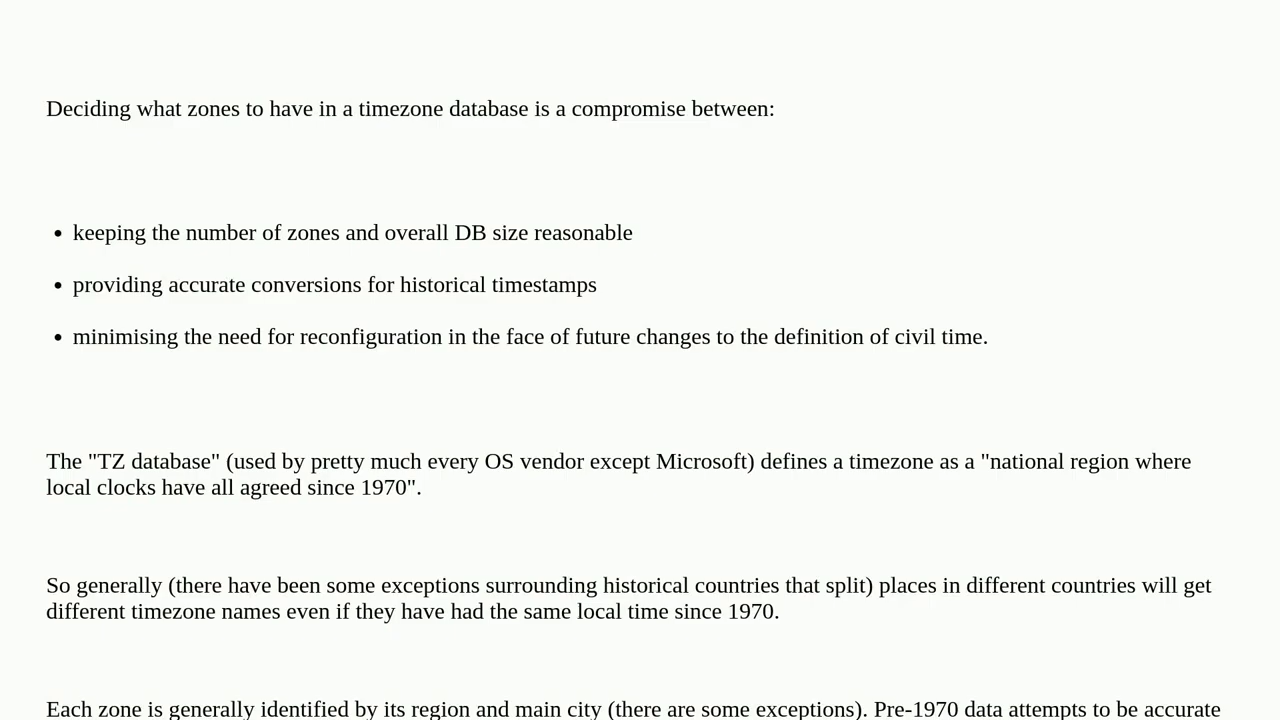 Deciding what zones to have in a timezone database is a compromise between:
• keeping the number of zones and overall DB size reasonable
• providing accurate conversions for historical timestamps
• minimising the need for reconfiguration in the face of future changes to the definition of civil time.
The "TZ database" (used by pretty much every OS vendor except Microsoft) defines a timezone as a "national region where
local clocks have all agreed since 1970".
So generally (there have been some exceptions surrounding historical countries that split) places in different countries will get
different timezone names even if they have had the same local time since 1970.
Each zone is generally identified by its region and main city (there are some exceptions). Pre-1970 data attempts to be accurate